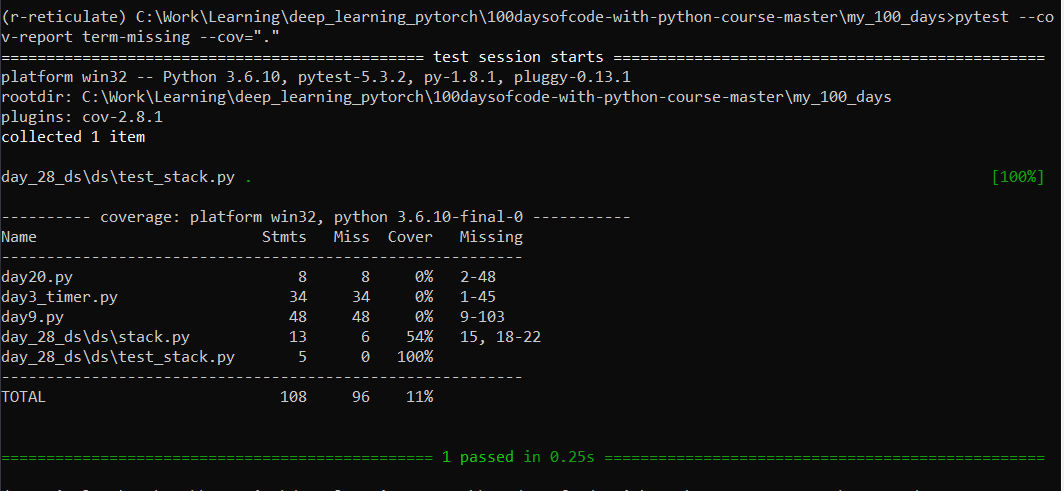 (r-reticulate) C:\Work\Learning\deep_learning_pytorch\100daysofcode-with-python-course-master\my_100_days>pytest --co
v-report term-missing --cov="."
=============================================== test session starts ================================================
platform win32 -- Python 3.6.10, pytest-5.3.2, py-1.8.1, pluggy-0.13.1
rootdir: C:\Work\Learning\deep_learning_pytorch\100daysofcode-with-python-course-master\my_100_days
plugins: cov-2.8.1
collected 1 item
day_28_ds\ds\test_stack.py . [100%]
---------- coverage: platform win32, python 3.6.10-final-0 -----------
Name Stmts Miss Cover Missing
----------------------------------------------------------
day20.py 8 8 0% 2-48
day3_timer.py 34 34 0% 1-45
day9.py 48 48 0% 9-103
day_28_ds\ds\stack.py 13 6 54% 15, 18-22
day_28_ds\ds\test_stack.py 5 0 100%
----------------------------------------------------------
TOTAL 108 96 11%
================================================ 1 passed in 0.25s =================================================